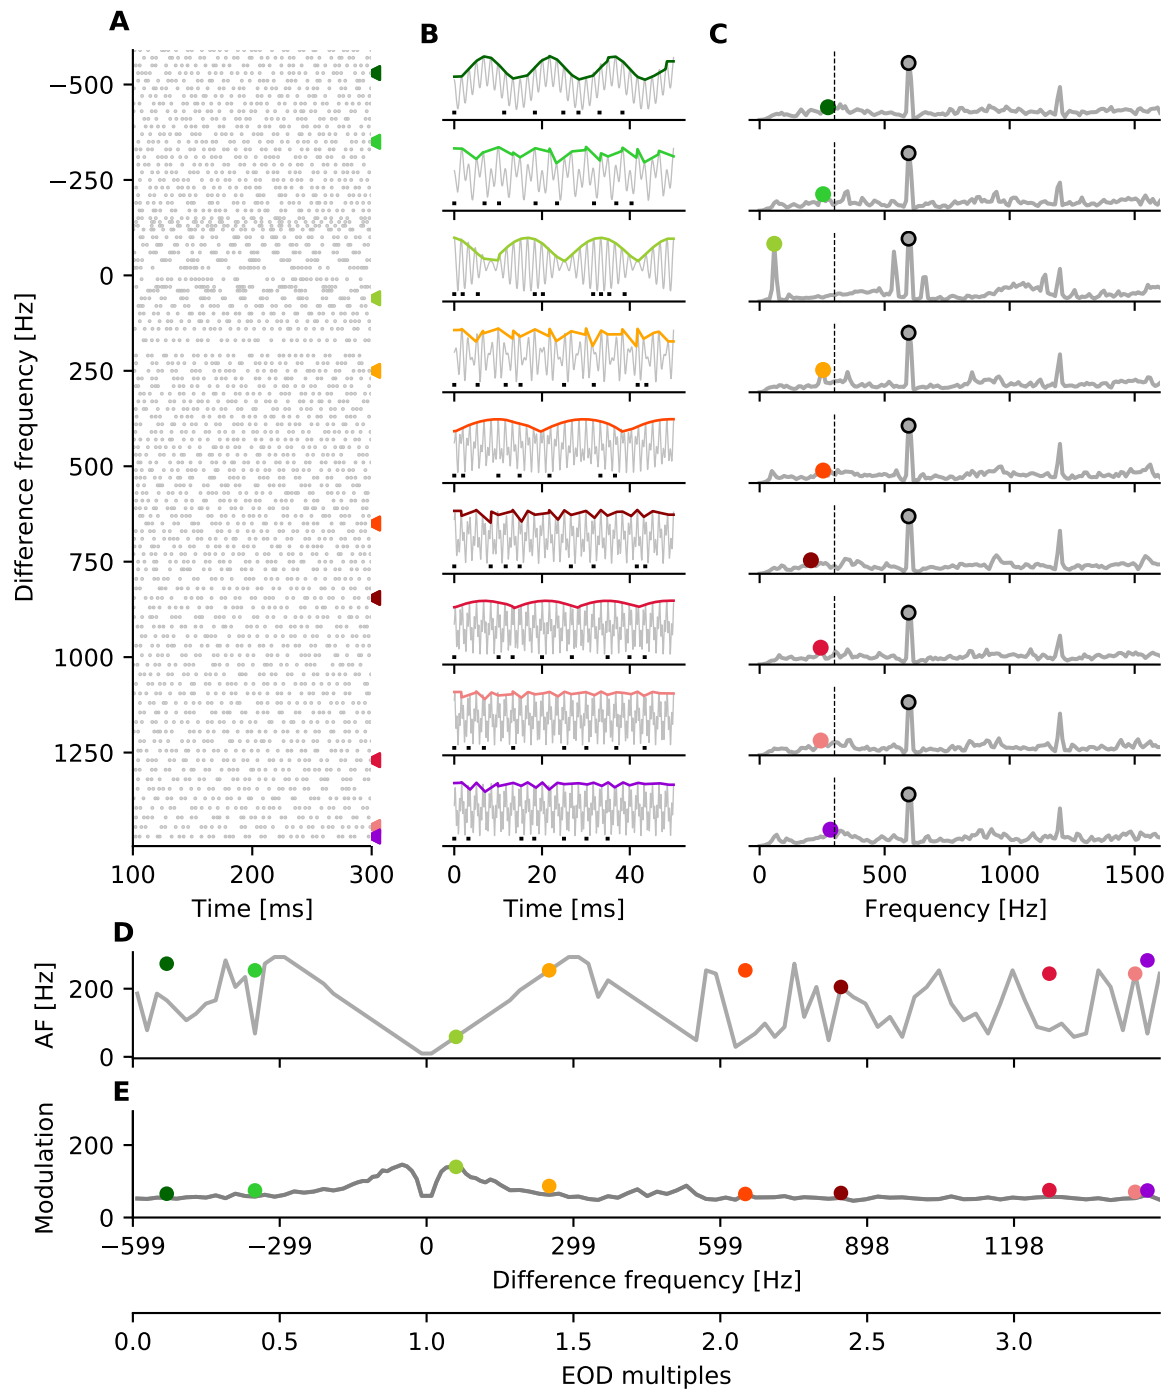 A
B
C
Difference frequency [Hz]
−500
−250
0
250
500
750
1000
1250
100 200 300
0 20 40
0 500 1000 1500
Time [ms]
Time [ms]
Frequency [Hz]
D
AF [Hz]
200
0
E
Modulation
200
0
−599 −299 0 299 599 898 1198
Difference frequency [Hz]
0.0 0.5 1.0 1.5 2.0 2.5 3.0
EOD multiples